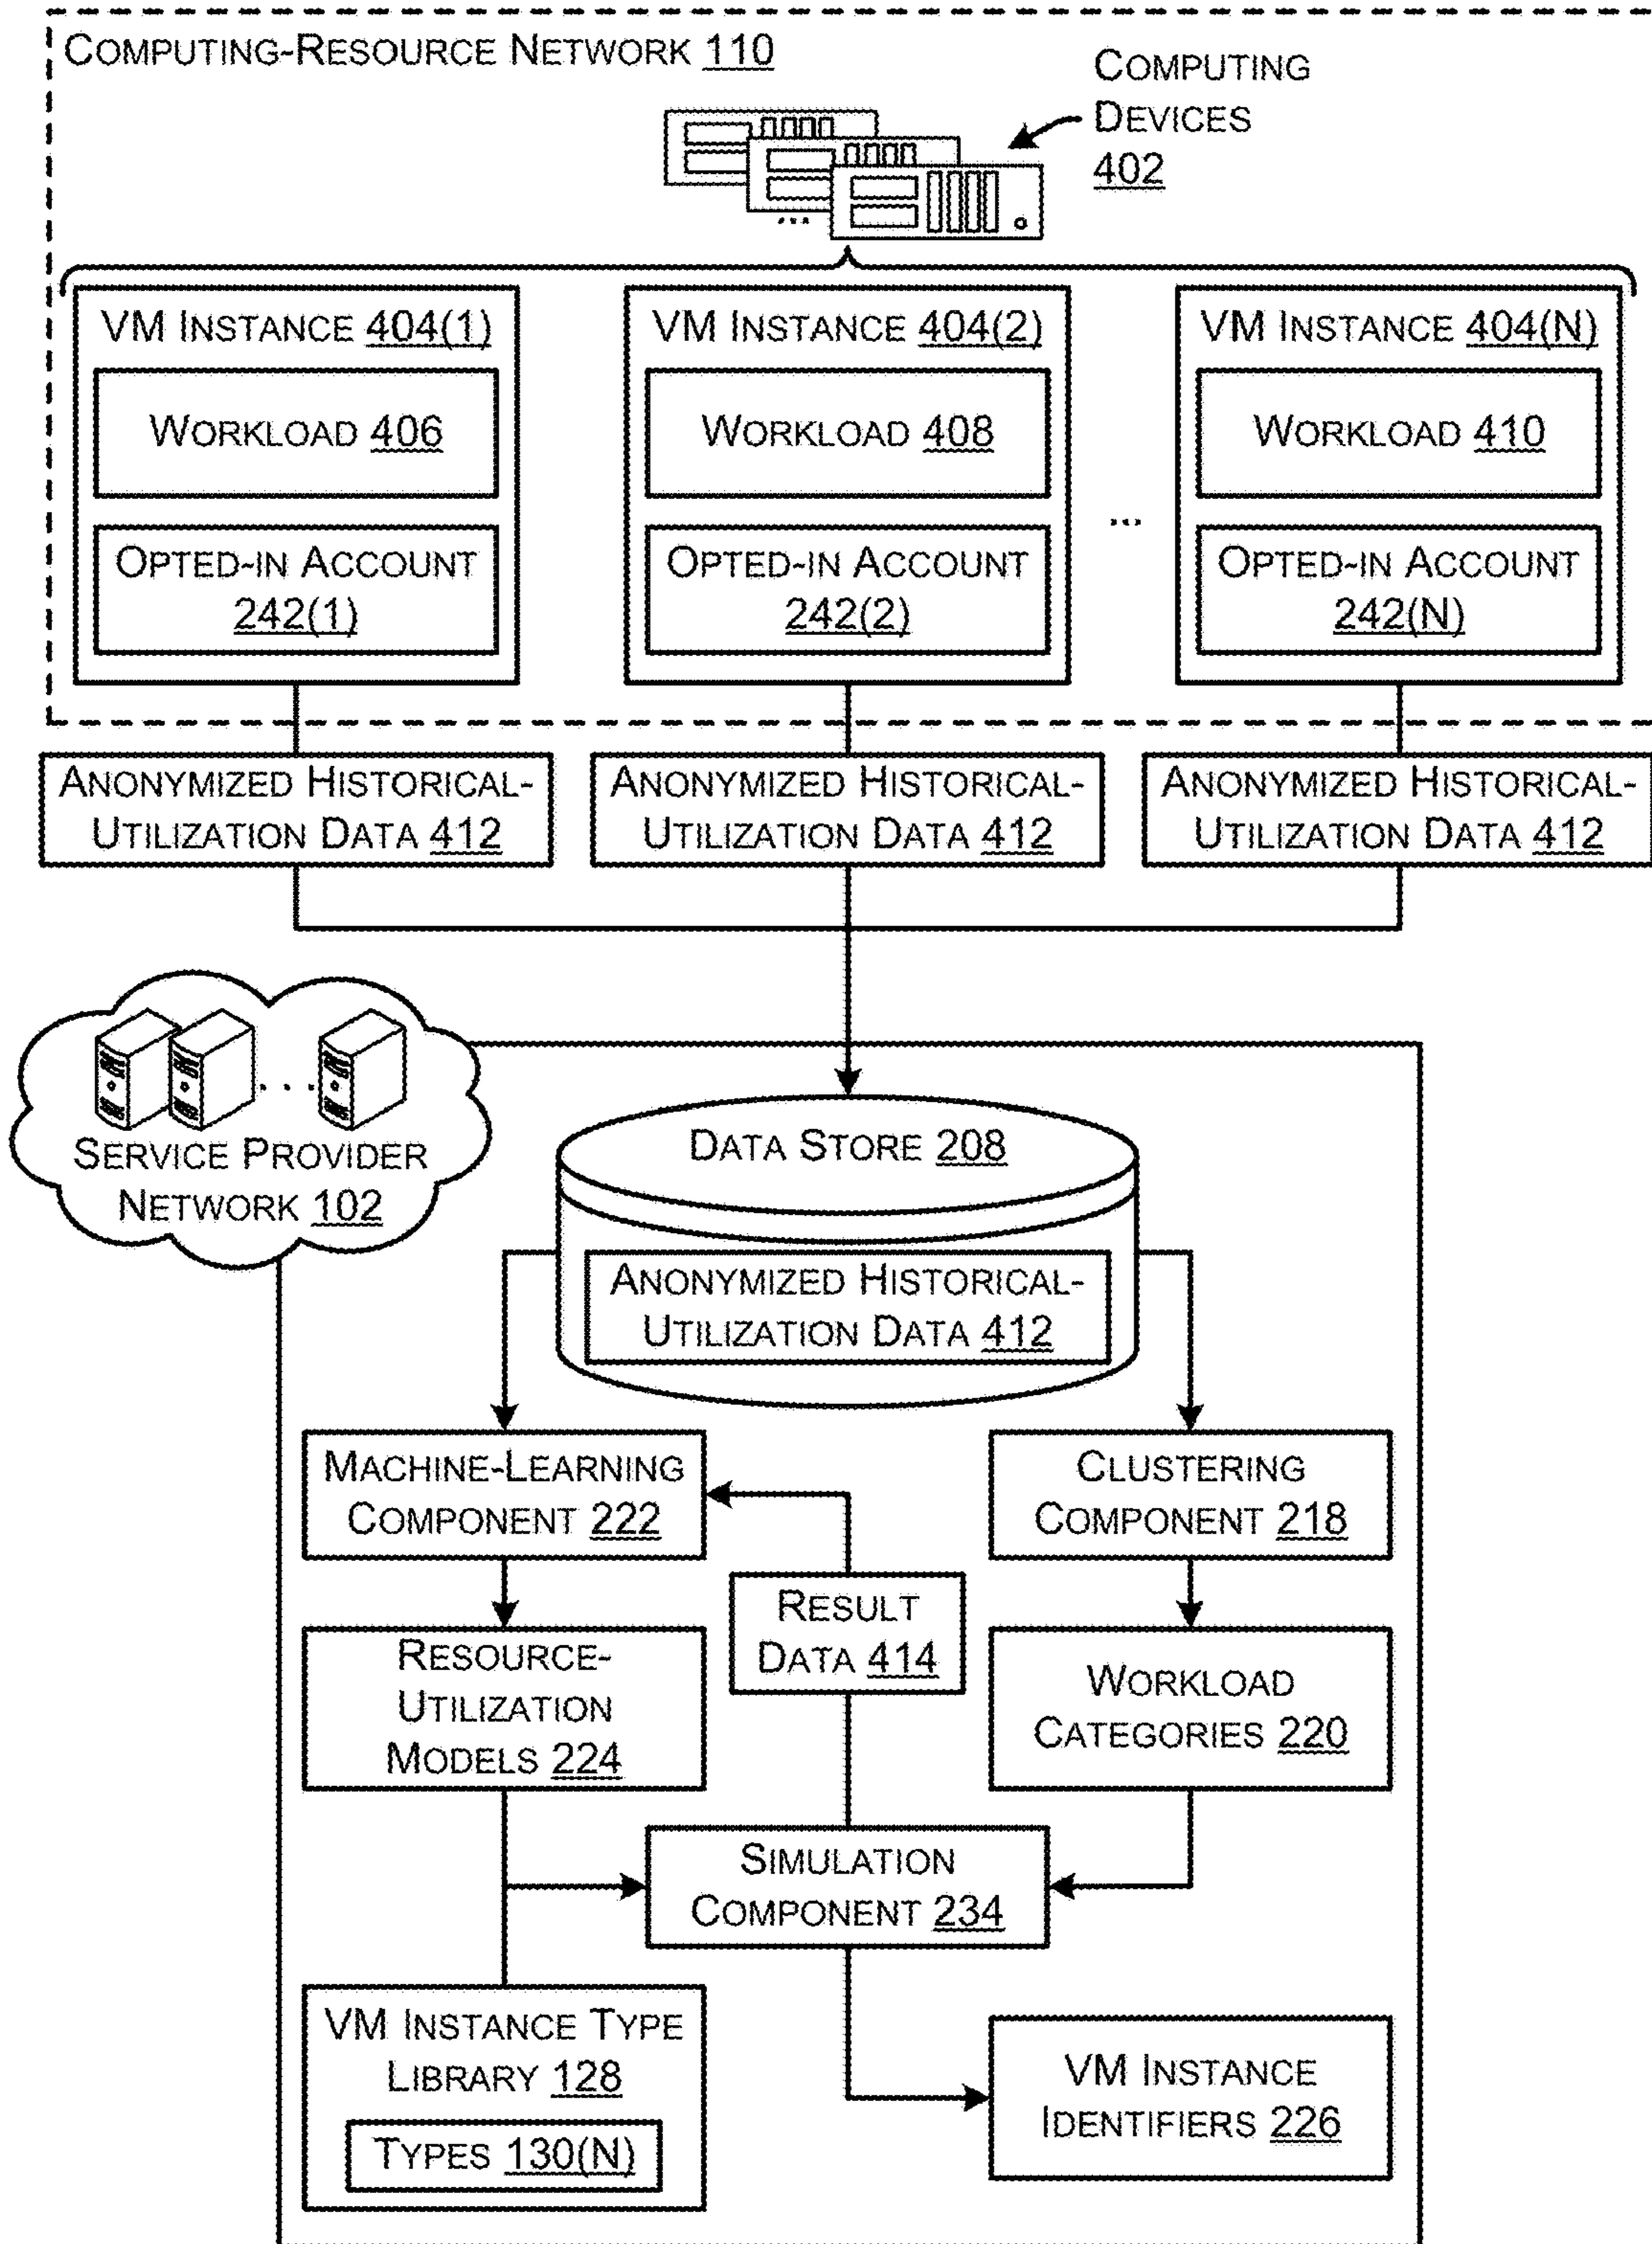 COMPUTING-RESOURCE NETWORK 110
COMPUTING
DEVICES
402
...
VM INSTANCE 404(1)
WORKLOAD 406
OPTED-IN ACCOUNT
242(1)
VM INSTANCE 404(2)
WORKLOAD 408
OPTED-IN ACCOUNT
242(2)
...
VM INSTANCE 404(N)
WORKLOAD 410
OPTED-IN ACCOUNT
242(N)
ANONYMIZED HISTORICAL-
UTILIZATION DATA 412
ANONYMIZED HISTORICAL-
UTILIZATION DATA 412
ANONYMIZED HISTORICAL-
UTILIZATION DATA 412
...
SERVICE PROVIDER
NETWORK 102
DATA STORE 208
ANONYMIZED HISTORICAL-
UTILIZATION DATA 412
MACHINE-LEARNING
COMPONENT 222
CLUSTERING
COMPONENT 218
RESULT
DATA 414
RESOURCE-
UTILIZATION
MODELS 224
WORKLOAD
CATEGORIES 220
SIMULATION
COMPONENT 234
VM INSTANCE TYPE
LIBRARY 128
TYPES 130(N)
VM INSTANCE
IDENTIFIERS 226